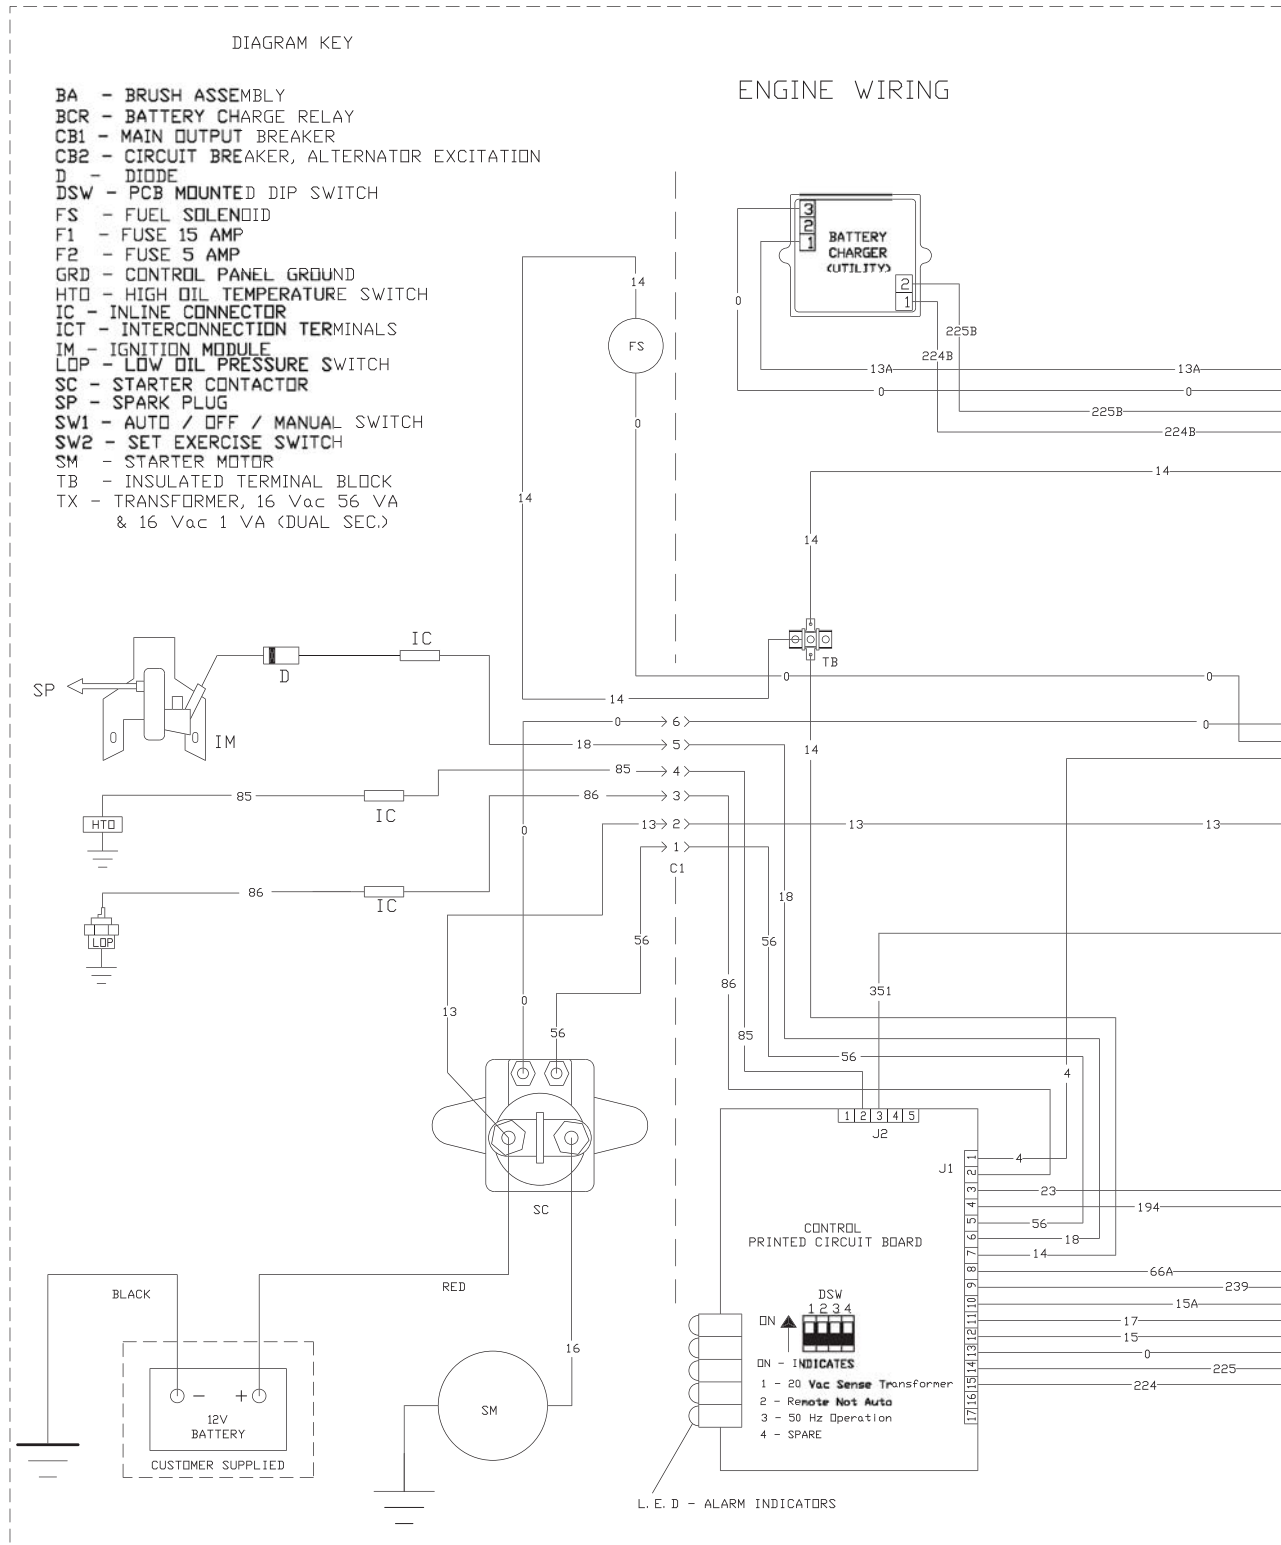 DIAGRAM KEY
BA - BRUSH ASSEMBLY
BCR - BATTERY CHARGE RELAY
CB1 - MAIN OUTPUT BREAKER
CB2 - CIRCUIT BREAKER, ALTERNATOR EXCITATION
D - DIODE
DSW - PCB MOUNTED DIP SWITCH
FS - FUEL SOLENOID
F1 - FUSE 15 AMP
F2 - FUSE 5 AMP
GRD - CONTROL PANEL GROUND
HTO - HIGH OIL TEMPERATURE SWITCH
IC - INLINE CONNECTOR
ICT - INTERCONNECTION TERMINALS
IM - IGNITION MODULE
LOP - LOW OIL PRESSURE SWITCH
SC - STARTER CONTACTOR
SP - SPARK PLUG
SW1 - AUTO / OFF / MANUAL SWITCH
SW2 - SET EXERCISE SWITCH
SM - STARTER MOTOR
TB - INSULATED TERMINAL BLOCK
TX - TRANSFORMER, 16 Vac 56 VA
& 16 Vac 1 VA (DUAL SEC.)
ENGINE WIRING
3
2
1
BATTERY
CHARGER
(UTILITY)
2
1
14
0
FS
225B
224B
13A 13A
0 0
225B
0
224B
14
14
14
IC
TB
D
SP
0 0
14
IM
0 6 0
18 5 14
85 4
85 86 3
IC
HTO
0 13 2 13 13
1
C1
86
IC
18
LOP
56 56
86
351
0
13
56
85
56
4
1 2 3 4 5
J2
J1
1 4
2
3 23
4 194
5 56
6 18
7 14
8 66A
9 239
10 15A
11 17
12 15
13 0
14 225
15 224
16
17
SC
CONTROL
PRINTED CIRCUIT BOARD
RED
BLACK
DSW
1 2 3 4
ON
ON - INDICATES
1 - 20 Vac Sense Transformer
2 - Remote Not Auto
3 - 50 Hz Operation
4 - SPARE
16
- +
12V
BATTERY
CUSTOMER SUPPLIED
SM
L.E.D - ALARM INDICATORS
0
0